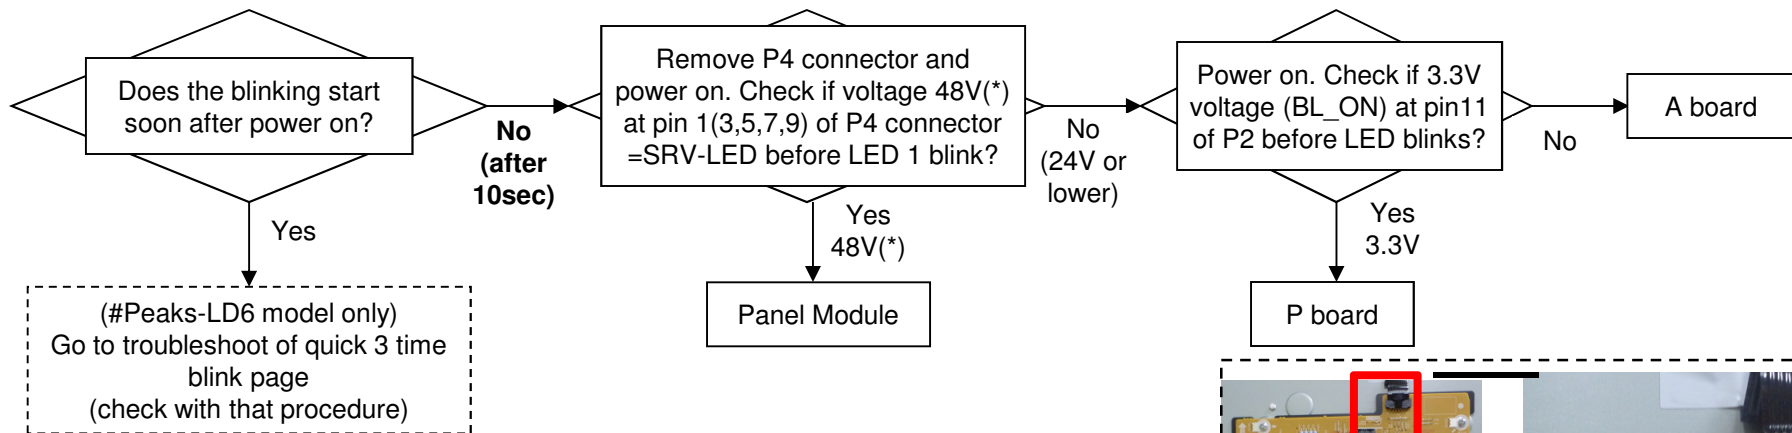 Does the blinking start
soon after power on?
Yes
(#Peaks-LD6 model only)
Go to troubleshoot of quick 3 time
blink page
(check with that procedure)
No
(after
10sec)
Remove P4 connector and
power on. Check if voltage 48V(*)
at pin 1(3,5,7,9) of P4 connector
=SRV-LED before LED 1 blink?
Yes
48V(*)
Panel Module
No
(24V or
lower)
Power on. Check if 3.3V
voltage (BL_ON) at pin11
of P2 before LED blinks?
Yes
3.3V
P board
No
A board